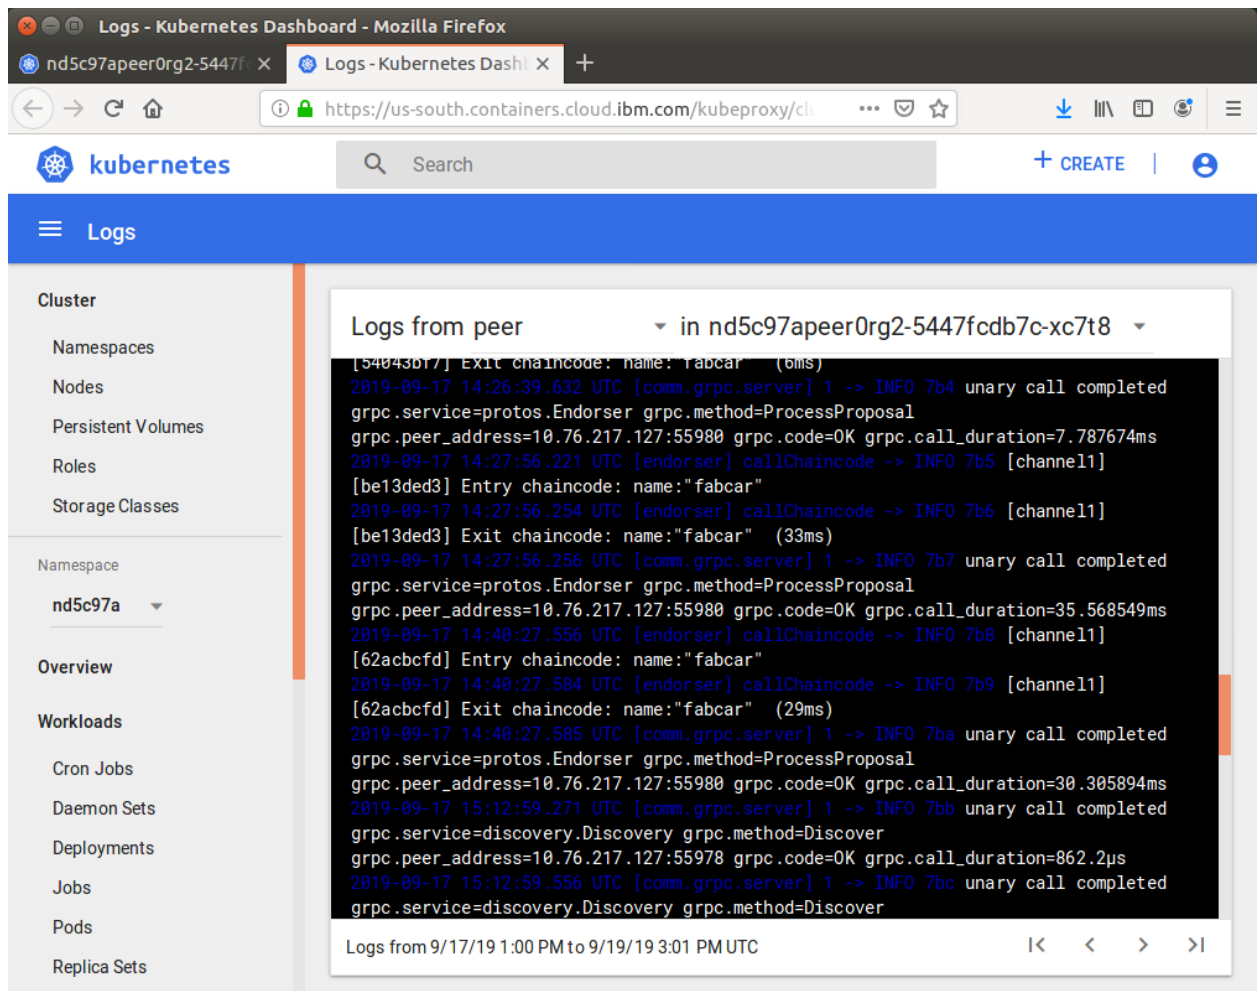 Logs - Kubernetes Dashboard - Mozilla Firefox
nd5c97apeer0rg2-5447f
Logs - Kubernetes Dash
https://us-south.containers.cloud.ibm.com/kubeproxy/cl
kubernetes
Search
+ CREATE
Logs
Cluster
Namespaces
Nodes
Persistent Volumes
Roles
Storage Classes
Namespace
nd5c97a
Overview
Workloads
Cron Jobs
Daemon Sets
Deployments
Jobs
Pods
Replica Sets
Logs from peer in nd5c97apeer0rg2-5447fcdb7c-xc7t8
[54043bf7] Exit chaincode: name:"fabcar" (6ms)
2019-09-17 14:26:39.632 UTC [comm.grpc.server] 1 -> INFO 7b4 unary call completed
grpc.service=protos.Endorser grpc.method=ProcessProposal
grpc.peer_address=10.76.217.127:55980 grpc.code=OK grpc.call_duration=7.787674ms
2019-09-17 14:27:56.221 UTC [endorser] callChaincode -> INFO 7b5 [channel1]
[be13ded3] Entry chaincode: name:"fabcar"
2019-09-17 14:27:56.254 UTC [endorser] callChaincode -> INFO 7b6 [channel1]
[be13ded3] Exit chaincode: name:"fabcar" (33ms)
2019-09-17 14:27:56.256 UTC [comm.grpc.server] 1 -> INFO 7b7 unary call completed
grpc.service=protos.Endorser grpc.method=ProcessProposal
grpc.peer_address=10.76.217.127:55980 grpc.code=OK grpc.call_duration=35.568549ms
2019-09-17 14:40:27.556 UTC [endorser] callChaincode -> INFO 7b8 [channel1]
[62acbcfd] Entry chaincode: name:"fabcar"
2019-09-17 14:40:27.584 UTC [endorser] callChaincode -> INFO 7b9 [channel1]
[62acbcfd] Exit chaincode: name:"fabcar" (29ms)
2019-09-17 14:40:27.585 UTC [comm.grpc.server] 1 -> INFO 7ba unary call completed
grpc.service=protos.Endorser grpc.method=ProcessProposal
grpc.peer_address=10.76.217.127:55980 grpc.code=OK grpc.call_duration=30.305894ms
2019-09-17 15:12:59.271 UTC [comm.grpc.server] 1 -> INFO 7bb unary call completed
grpc.service=discovery.Discovery grpc.method=Discover
grpc.peer_address=10.76.217.127:55978 grpc.code=OK grpc.call_duration=862.2µs
2019-09-17 15:12:59.556 UTC [comm.grpc.server] 1 -> INFO 7bc unary call completed
grpc.service=discovery.Discovery grpc.method=Discover
Logs from 9/17/19 1:00 PM to 9/19/19 3:01 PM UTC